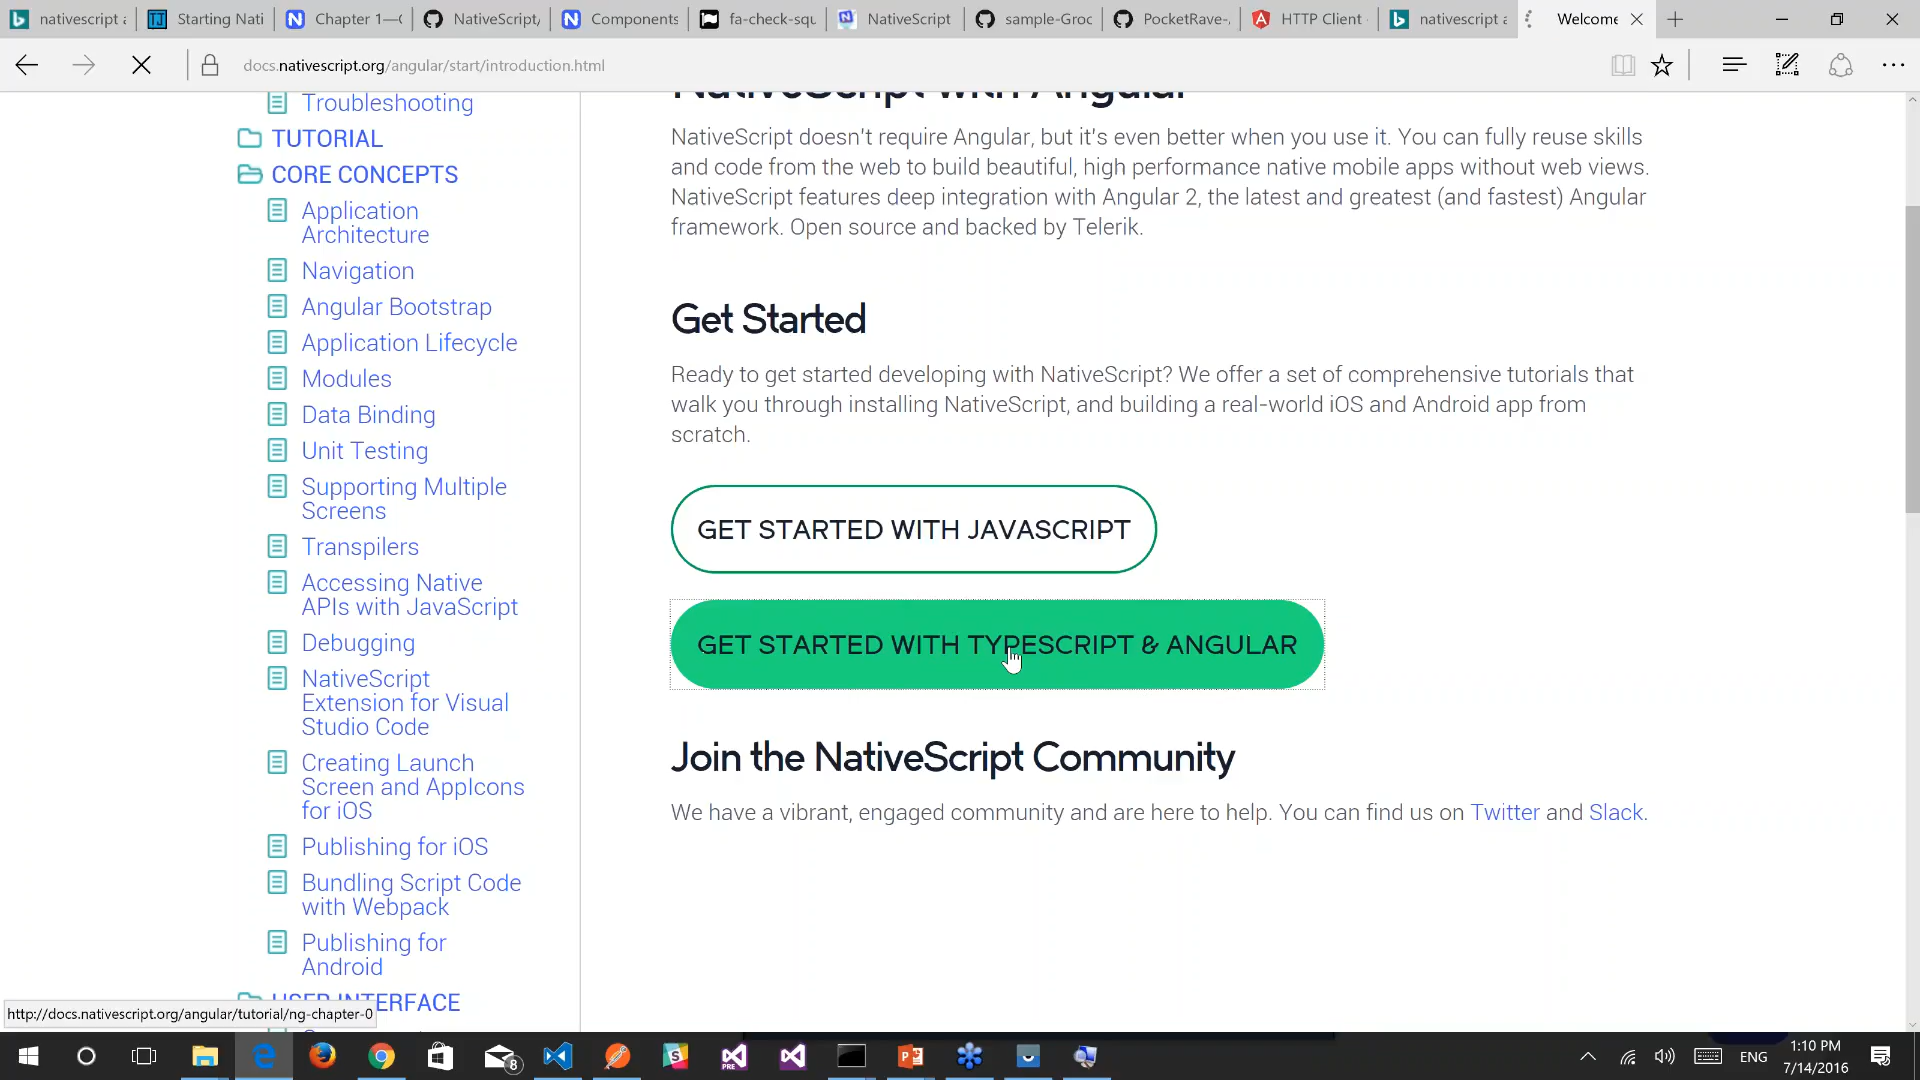 nativescript a
Starting Nati
Chapter 1—
NativeScript/
Components
fa-check-squ
NativeScript
sample-Groc
PocketRave-
HTTP Client
nativescript a
Welcome
docs.nativescript.org/angular/start/introduction.html
Troubleshooting
TUTORIAL
CORE CONCEPTS
Application
Architecture
Navigation
Angular Bootstrap
Application Lifecycle
Modules
Data Binding
Unit Testing
Supporting Multiple
Screens
Transpilers
Accessing Native
APIs with JavaScript
Debugging
NativeScript
Extension for Visual
Studio Code
Creating Launch
Screen and AppIcons
for iOS
Publishing for iOS
Bundling Script Code
with Webpack
Publishing for
Android
USER INTERFACE
NativeScript with Angular
NativeScript doesn't require Angular, but it's even better when you use it. You can fully reuse skills
and code from the web to build beautiful, high performance native mobile apps without web views.
NativeScript features deep integration with Angular 2, the latest and greatest (and fastest) Angular
framework. Open source and backed by Telerik.
Get Started
Ready to get started developing with NativeScript? We offer a set of comprehensive tutorials that
walk you through installing NativeScript, and building a real-world iOS and Android app from
scratch.
GET STARTED WITH JAVASCRIPT
GET STARTED WITH TYPESCRIPT & ANGULAR
Join the NativeScript Community
We have a vibrant, engaged community and are here to help. You can find us on Twitter and Slack.
http://docs.nativescript.org/angular/tutorial/ng-chapter-0
8
PRE
ENG
1:10 PM
7/14/2016